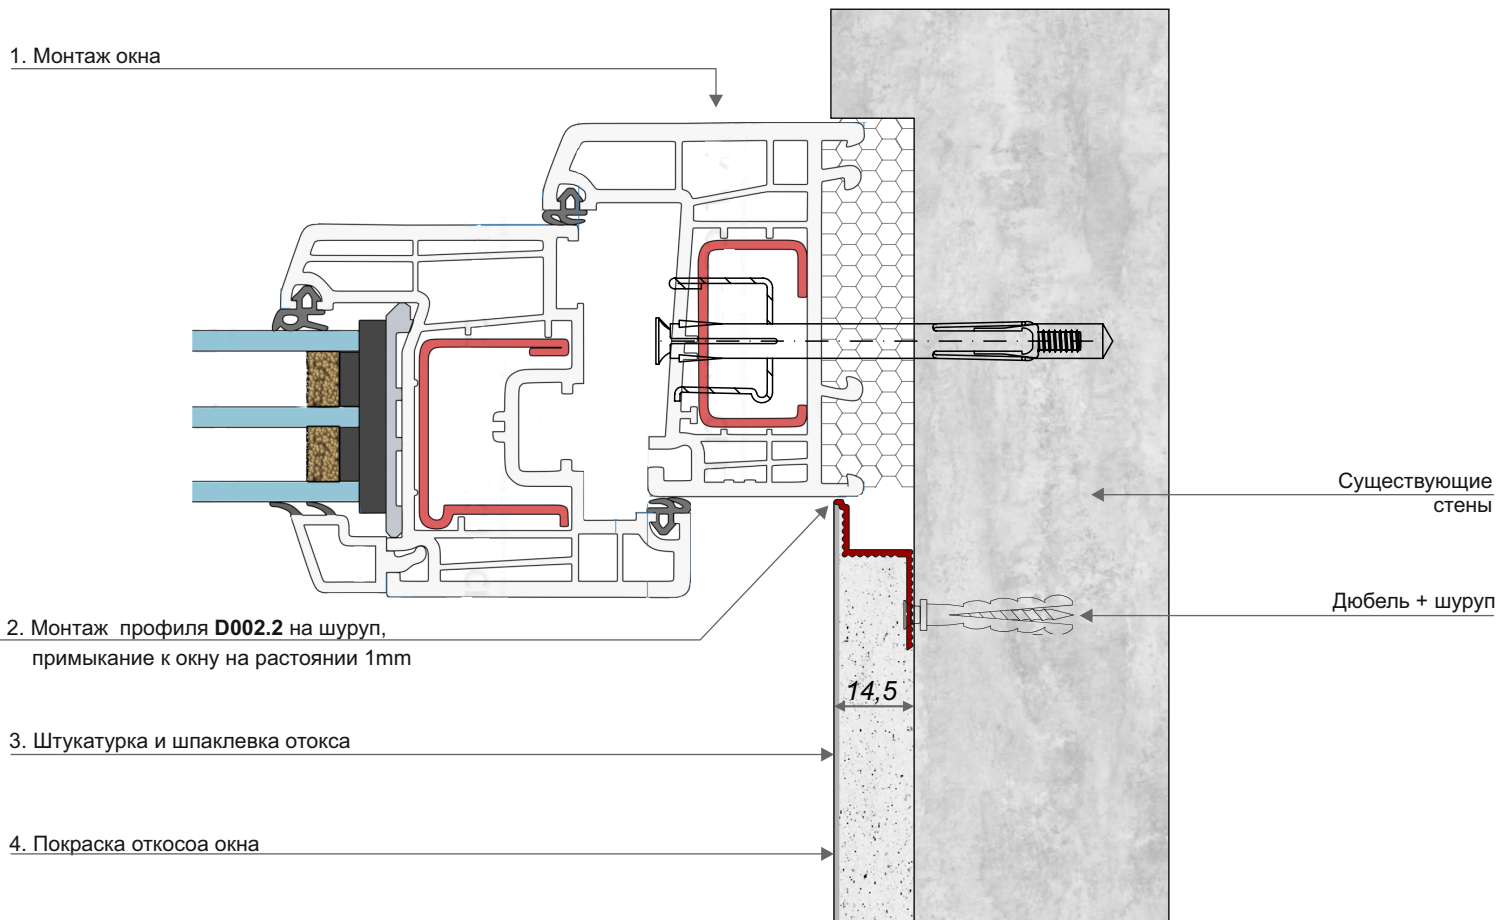 1. Монтаж окна
Существующие
стены
Дюбель + шуруп
2. Монтаж профиля D002.2 на шуруп,
примыкание к окну на растоянии 1mm
14,5
3. Штукатурка и шпаклевка отокса
4. Покраска откосоа окна